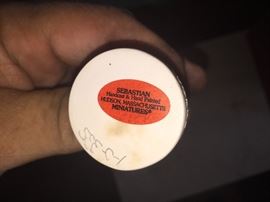 SEBASTIAN
Handcast & Hand Painted
HUDSON, MASSACHUSETTS
MINIATURES®